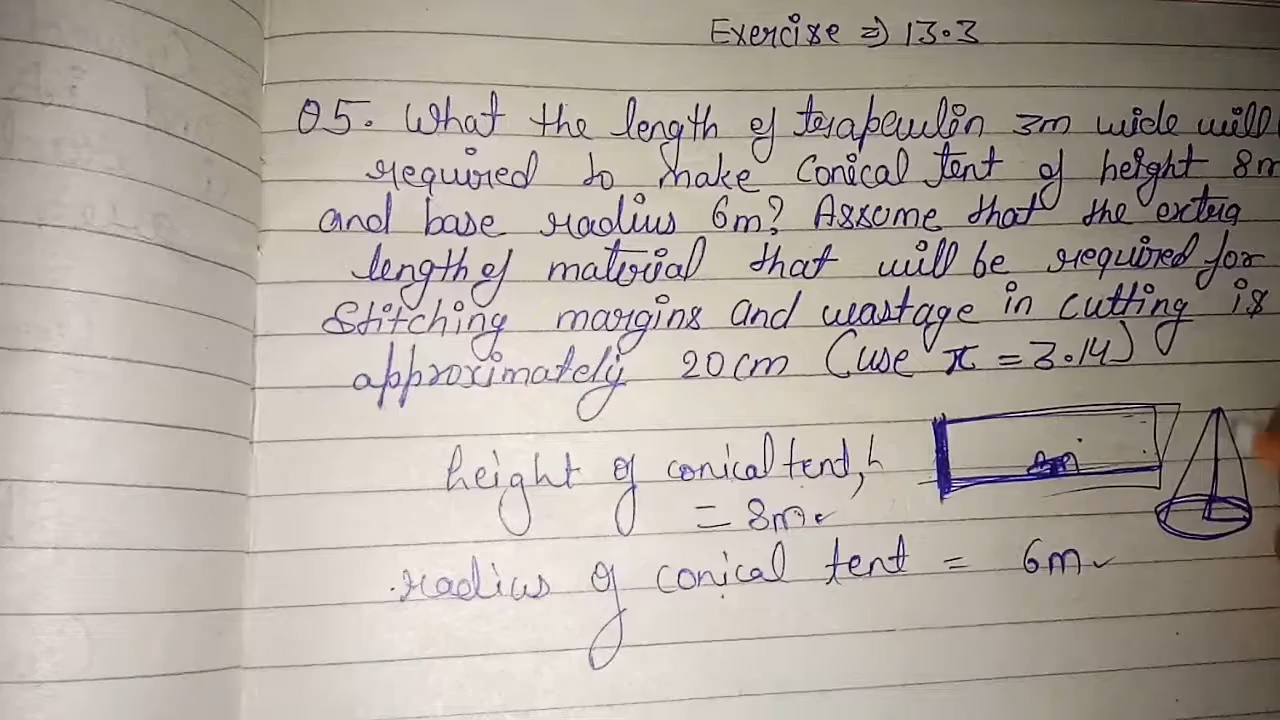 Exercise => 13.3
Q5. What the length of terapaulin 3m wide will
required to make conical tent of height 8m
and base radius 6m? Assume that the extra
length of material that will be required for
stitching margins and wastage in cutting is
approximately 20cm (use π = 3.14)
height of conical tend, h
= 8m
radius of conical tent = 6m